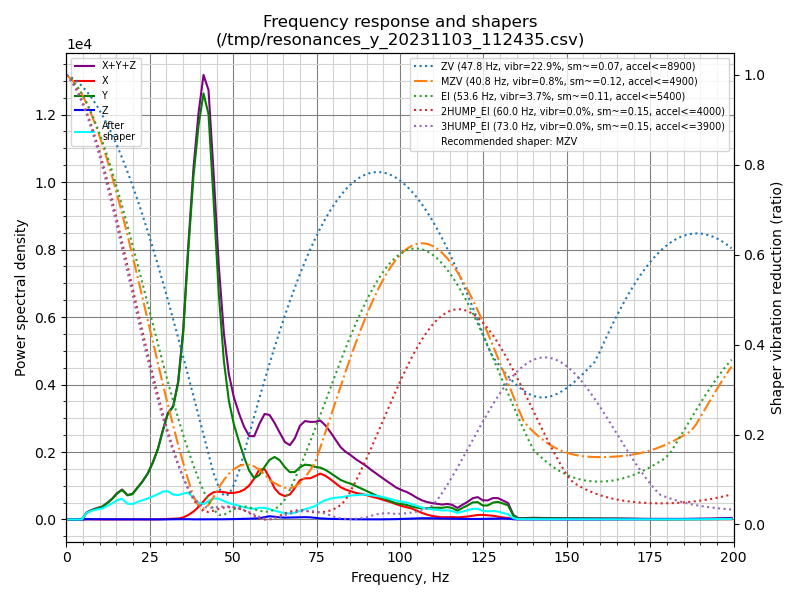 Frequency response and shapers
(/tmp/resonances_y_20231103_112435.csv)
1e4
X+Y+Z
X
Y
Z
After
shaper
ZV (47.8 Hz, vibr=22.9%, sm~=0.07, accel<=8900)
MZV (40.8 Hz, vibr=0.8%, sm~=0.12, accel<=4900)
EI (53.6 Hz, vibr=3.7%, sm~=0.11, accel<=5400)
2HUMP_EI (60.0 Hz, vibr=0.0%, sm~=0.15, accel<=4000)
3HUMP_EI (73.0 Hz, vibr=0.0%, sm~=0.15, accel<=3900)
Recommended shaper: MZV
Power spectral density
1.2
1.0
0.8
0.6
0.4
0.2
0.0
1.0
0.8
0.6
0.4
0.2
0.0
Shaper vibration reduction (ratio)
0 25 50 75 100 125 150 175 200
Frequency, Hz